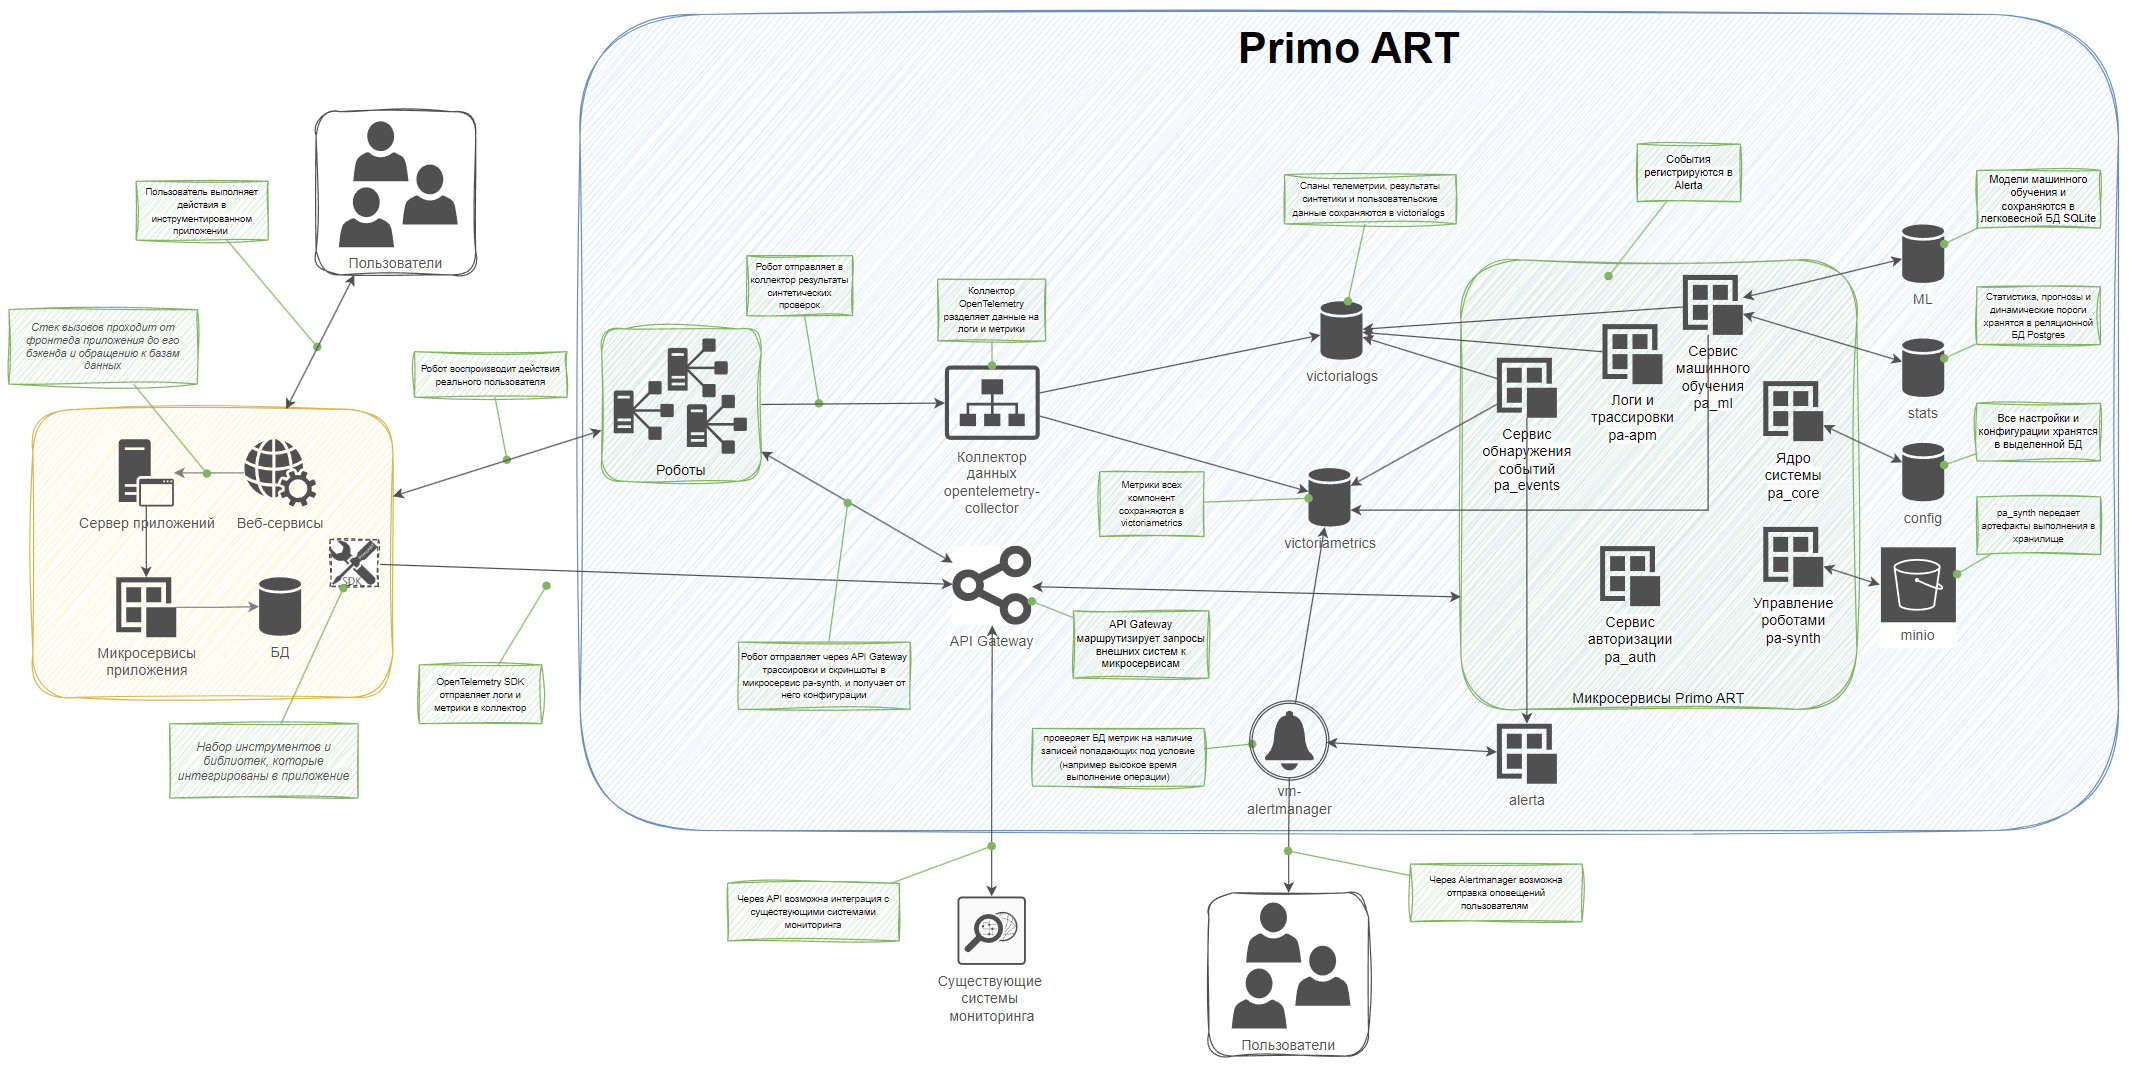 Primo ART
Пользователи
Пользователь выполняет
действия в
инструментированном
приложении
Стек вызовов проходит от
фронтеда приложения до его
бэкенда и обращению к базам
данных
Робот воспроизводит действия
реального пользователя
Сервер приложений
Веб-сервисы
SDK
Микросервисы
приложения
БД
Набор инструментов и
библиотек, которые
интегрированы в приложение
OpenTelemetry SDK
отправляет логи и
метрики в коллектор
Роботы
Робот отправляет в
коллектор результаты
синтетических
проверок
Коллектор
OpenTelemetry
разделяет данные на
логи и метрики
Коллектор
данных
opentelemetry-
collector
Робот отправляет через API Gateway
трассировки и скриншоты в
микросервис pa-synth, и получает от
него конфигурации
API Gateway
API Gateway
маршрутизирует запросы
внешних систем к
микросервисам
Спаны телеметрии, результаты
синтетики и пользовательские
данные сохраняются в victorialogs
victorialogs
Метрики всех
компонент
сохраняются в
victoriametrics
victoriametrics
События
регистрируются в
Alerta
Сервис
обнаружения
событий
pa_events
Логи и
трассировки
pa-apm
Сервис
машинного
обучения
pa_ml
Ядро
системы
pa_core
Сервис
авторизации
pa_auth
Управление
роботами
pa-synth
Микросервисы Primo ART
Модели машинного
обучения и
сохраняются в
легковесной БД SQLite
ML
Статистика, прогнозы и
динамические пороги
хранятся в реляционной
БД Postgres
stats
Все настройки и
конфигурации хранятся
в выделенной БД
config
pa_synth передает
артефакты выполнения в
хранилище
minio
проверяет БД метрик на наличие
записей попадающих под условие
(например высокое время
выполнение операции)
vm-
alertmanager
alerta
Через API возможна интеграция с
существующими системами
мониторинга
Существующие
системы
мониторинга
Через Alertmanager возможна
отправка оповещений
пользователям
Пользователи